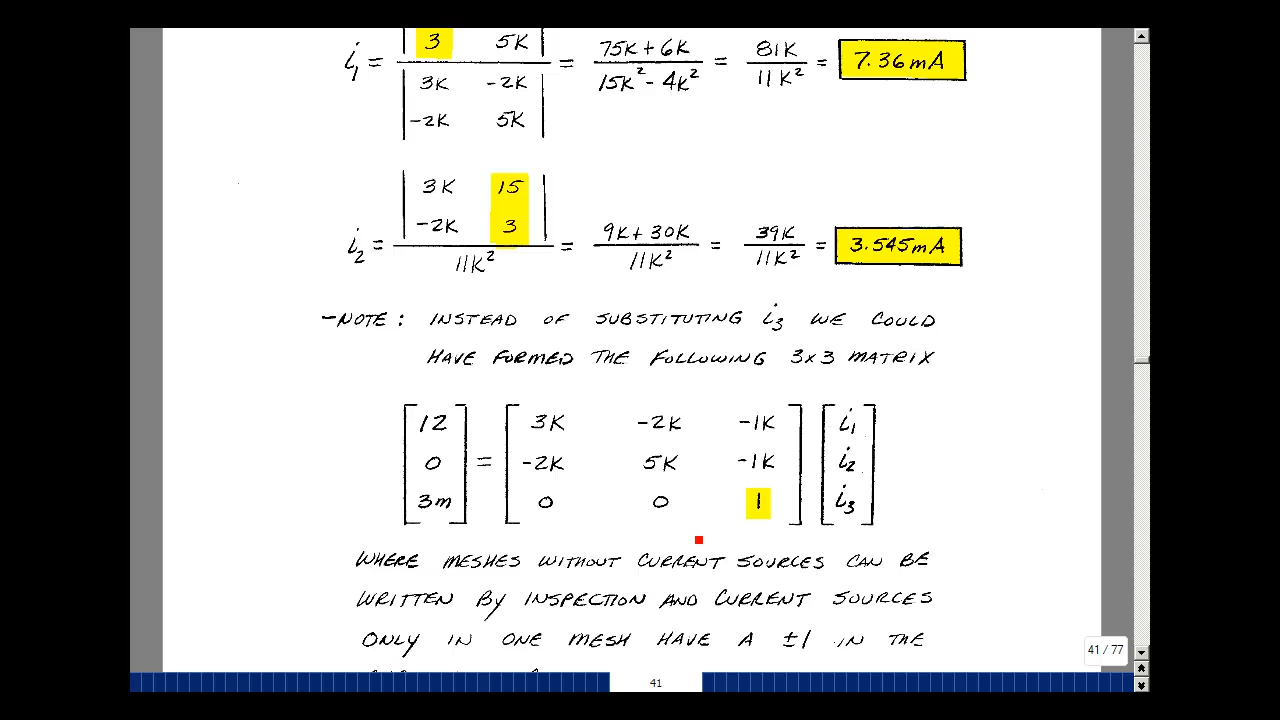 3 5K
i1 = = 75K + 6K / 15K² - 4K² = 81K / 11K² = 7.36mA
3K -2K
-2K 5K
3K 15
-2K 3
i2 = = 9K + 30K / 11K² = 39K / 11K² = 3.545mA
11K²
-NOTE: INSTEAD OF SUBSTITUTING i3 WE COULD
HAVE FORMED THE FOLLOWING 3x3 MATRIX
12 3K -2K -1K i1
0 = -2K 5K -1K i2
3m 0 0 1 i3
WHERE MESHES WITHOUT CURRENT SOURCES CAN BE
WRITTEN BY INSPECTION AND CURRENT SOURCES
ONLY IN ONE MESH HAVE A ±1 IN THE
41 / 77
41